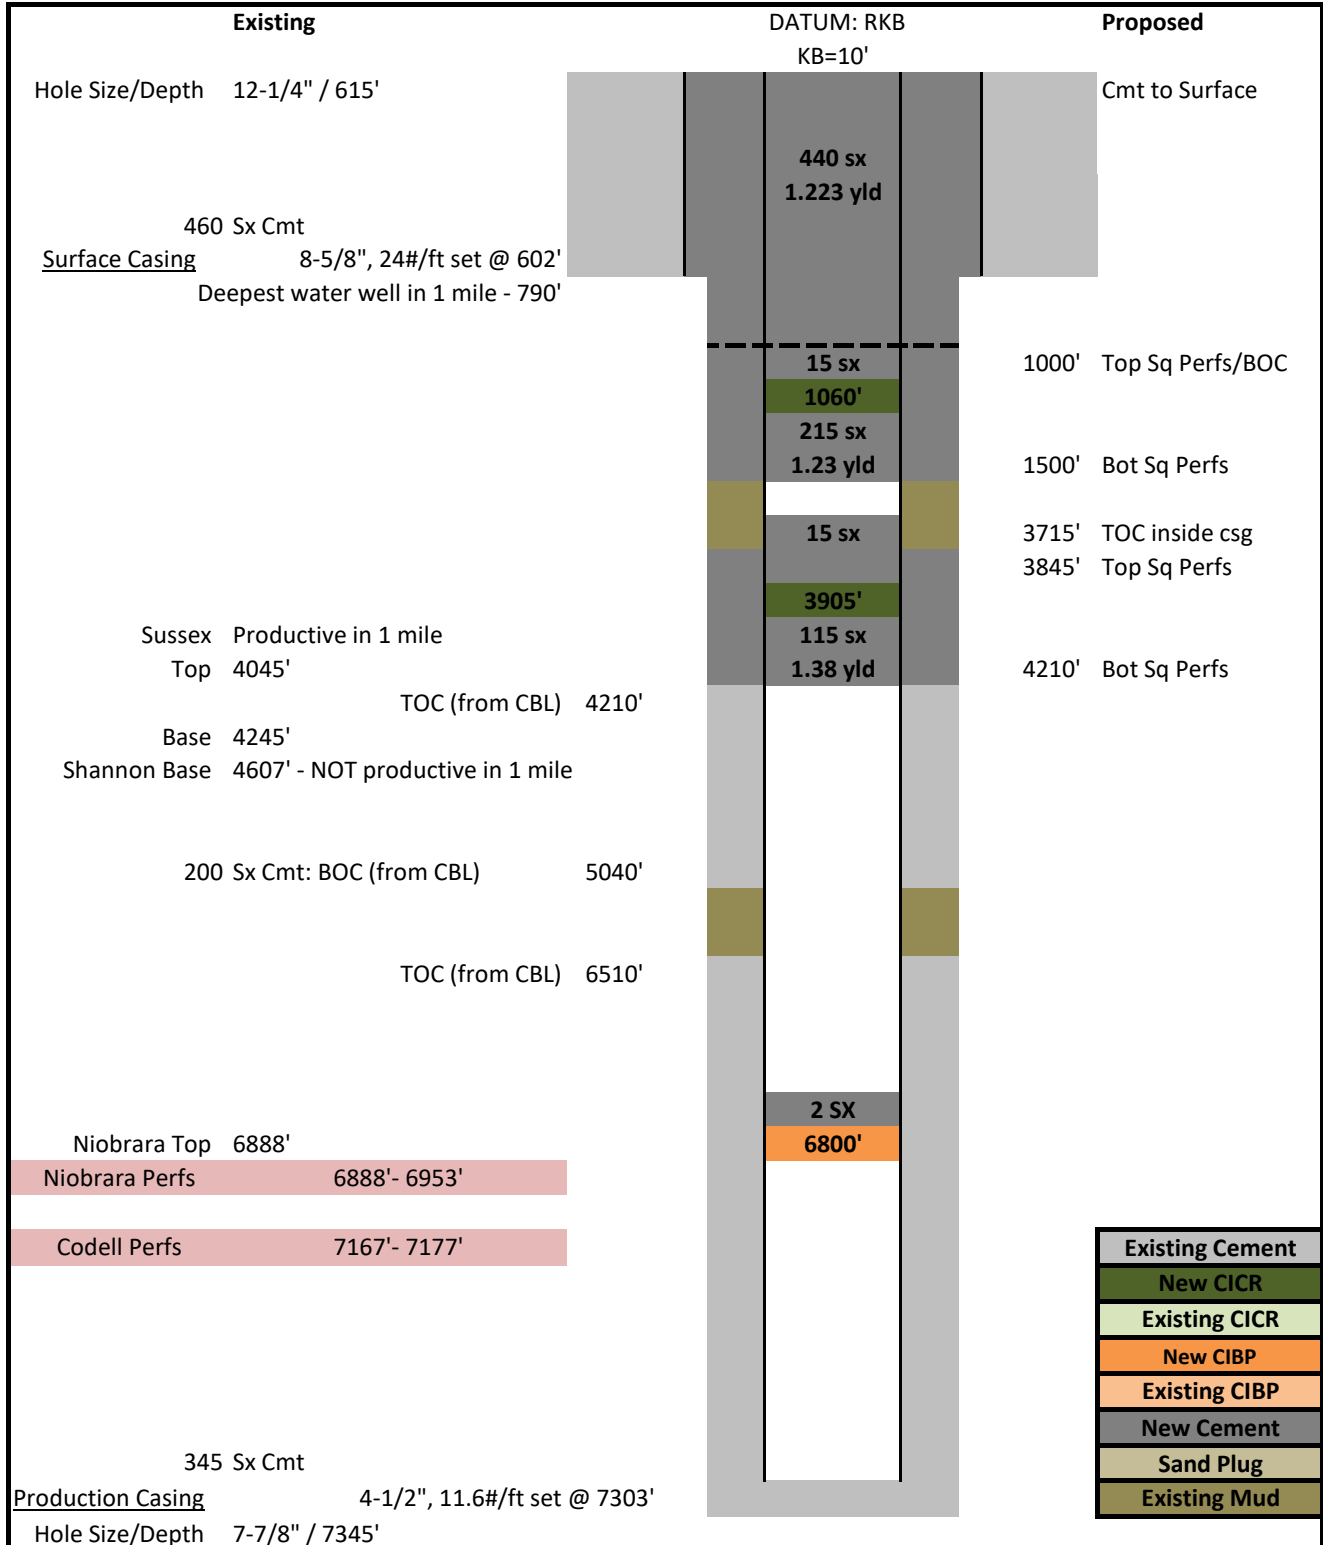 Existing DATUM: RKB Proposed
KB=10'
Hole Size/Depth 12-1/4" / 615' Cmt to Surface
440 sx
1.223 yld
460 Sx Cmt
Surface Casing 8-5/8", 24#/ft set @ 602'
Deepest water well in 1 mile - 790'
15 sx 1000' Top Sq Perfs/BOC
1060'
215 sx
1.23 yld 1500' Bot Sq Perfs
15 sx 3715' TOC inside csg
3845' Top Sq Perfs
3905'
Sussex Productive in 1 mile 115 sx
Top 4045' 1.38 yld 4210' Bot Sq Perfs
TOC (from CBL) 4210'
Base 4245'
Shannon Base 4607' - NOT productive in 1 mile
200 Sx Cmt: BOC (from CBL) 5040'
TOC (from CBL) 6510'
2 SX
Niobrara Top 6888' 6800'
Niobrara Perfs 6888'- 6953'
Codell Perfs 7167'- 7177'
Existing Cement
New CICR
Existing CICR
New CIBP
Existing CIBP
New Cement
345 Sx Cmt Sand Plug
Production Casing 4-1/2", 11.6#/ft set @ 7303' Existing Mud
Hole Size/Depth 7-7/8" / 7345'